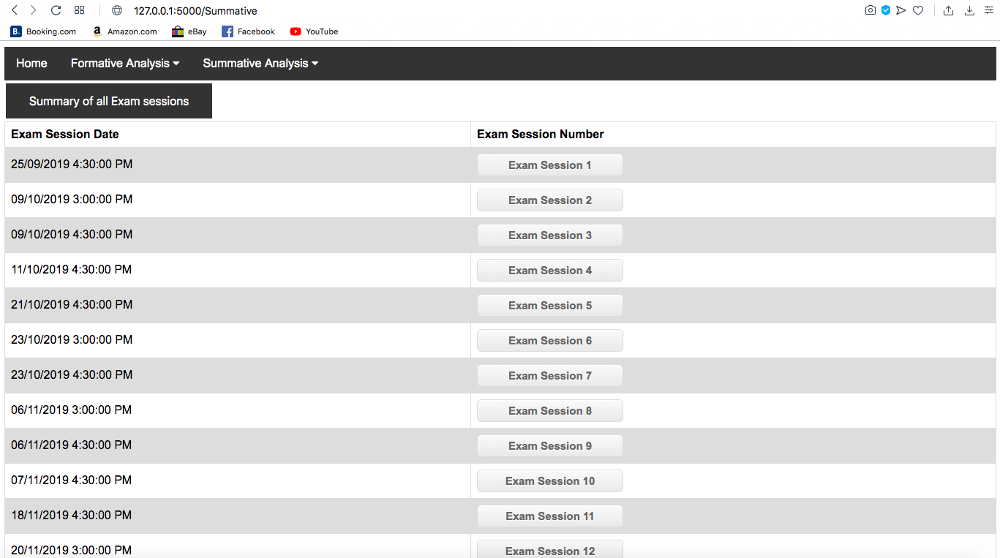 127.0.0.1:5000/Summative
B. Booking.com a Amazon.com eBay Facebook YouTube
Home Formative Analysis Summative Analysis
Summary of all Exam sessions
Exam Session Date Exam Session Number
25/09/2019 4:30:00 PM Exam Session 1
09/10/2019 3:00:00 PM Exam Session 2
09/10/2019 4:30:00 PM Exam Session 3
11/10/2019 4:30:00 PM Exam Session 4
21/10/2019 4:30:00 PM Exam Session 5
23/10/2019 3:00:00 PM Exam Session 6
23/10/2019 4:30:00 PM Exam Session 7
06/11/2019 3:00:00 PM Exam Session 8
06/11/2019 4:30:00 PM Exam Session 9
07/11/2019 4:30:00 PM Exam Session 10
18/11/2019 4:30:00 PM Exam Session 11
20/11/2019 3:00:00 PM Exam Session 12